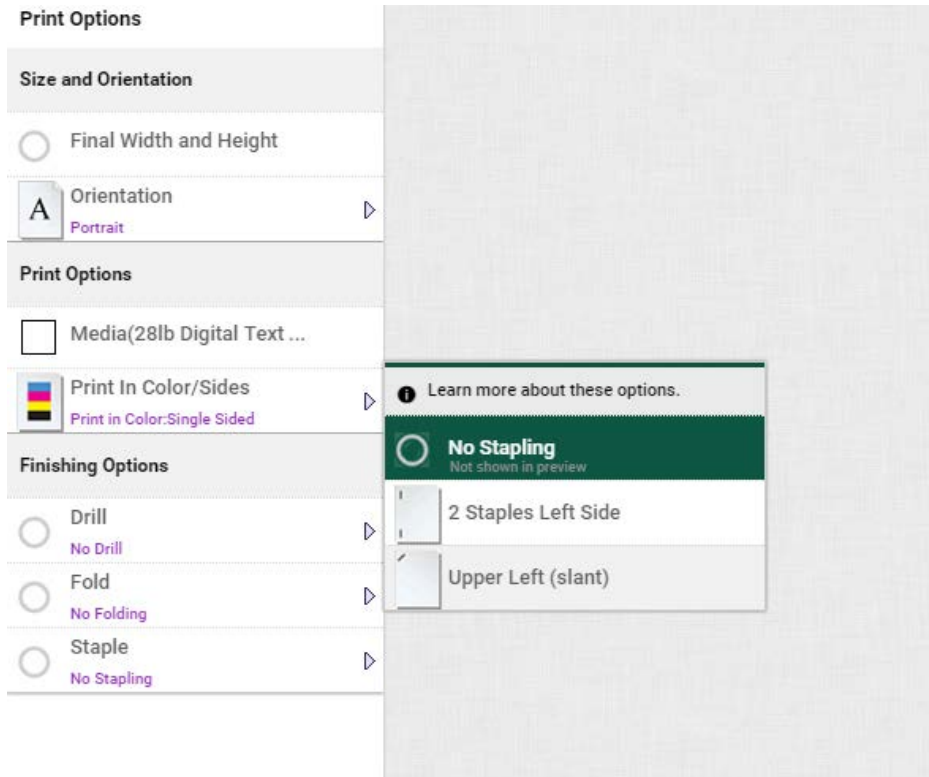 Print Options
Size and Orientation
Final Width and Height
A
Orientation
Portrait
Print Options
Media(28lb Digital Text ...
Print In Color/Sides
Print in Color:Single Sided
Finishing Options
Drill
No Drill
Fold
No Folding
Staple
No Stapling
Learn more about these options.
No Stapling
Not shown in preview
2 Staples Left Side
Upper Left (slant)